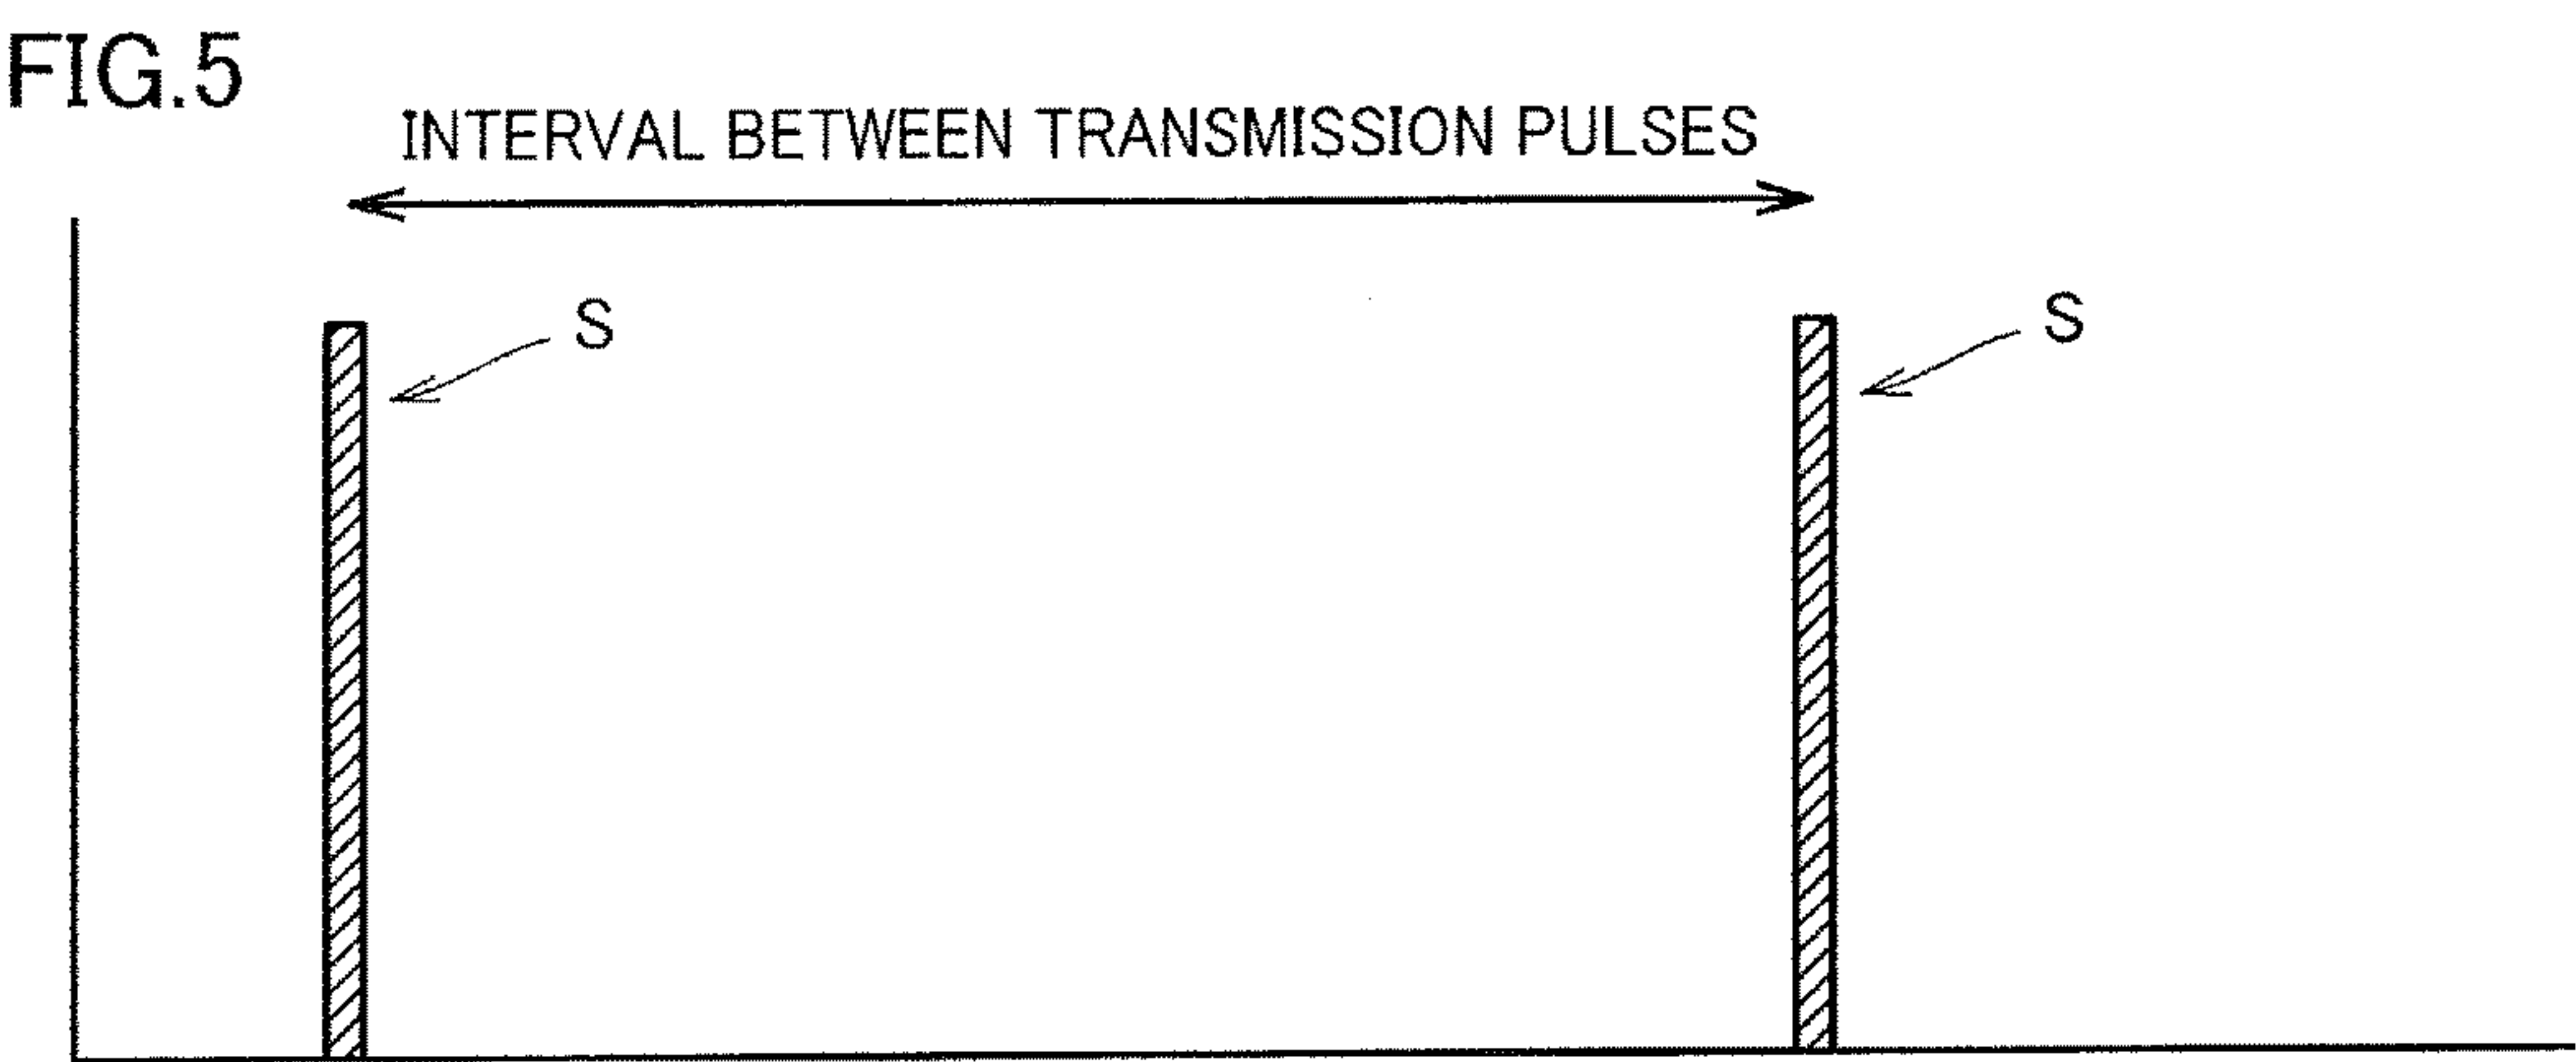 FIG.5
INTERVAL BETWEEN TRANSMISSION PULSES
S
S